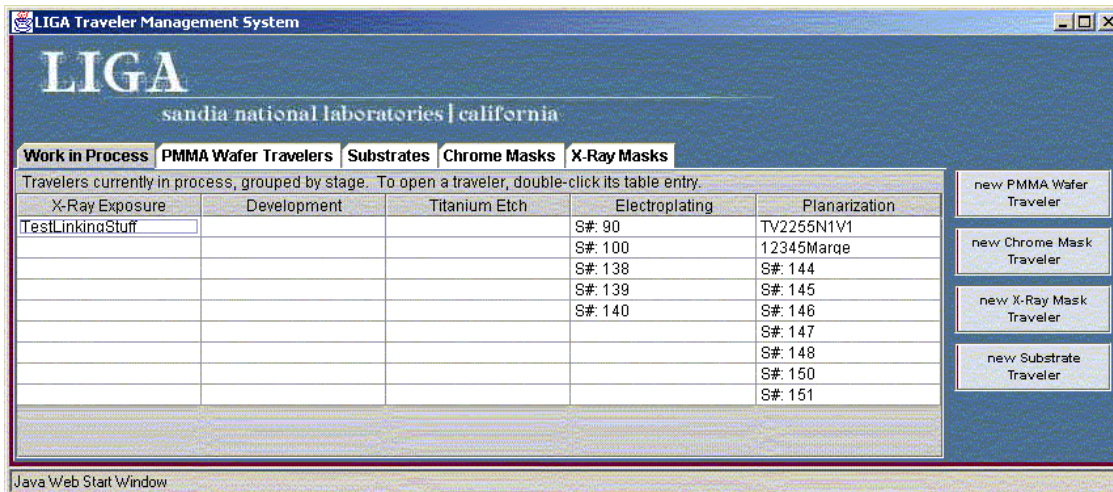 LIGA Traveler Management System
LIGA
sandia national laboratories | california
Work in Process PMMA Wafer Travelers Substrates Chrome Masks X-Ray Masks
Travelers currently in process, grouped by stage. To open a traveler, double-click its table entry.
X-Ray Exposure Development Titanium Etch Electroplating Planarization
TestLinkingStuff S#: 90 TV2255N1V1
S#: 100 12345Marge
S#: 138 S#: 144
S#: 139 S#: 145
S#: 140 S#: 146
S#: 147
S#: 148
S#: 150
S#: 151
new PMMA Wafer
Traveler
new Chrome Mask
Traveler
new X-Ray Mask
Traveler
new Substrate
Traveler
Java Web Start Window